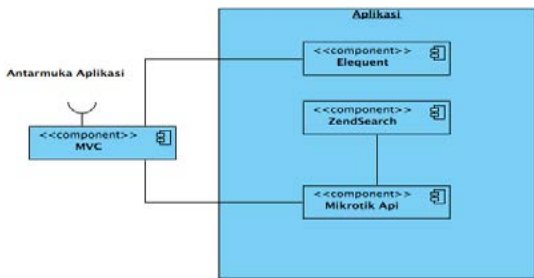 Aplikasi
<<component>>
Elequent
Antarmuka Aplikasi
<<component>>
ZendSearch
<<component>>
MVC
<<component>>
Mikrotik Api